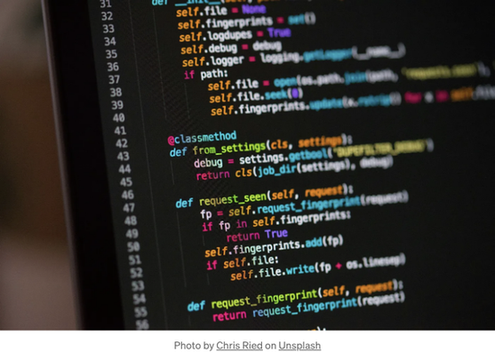 31 def __init__(self, path=None, debug=False):
32 self.file = None
33 self.fingerprints = set()
34 self.logdupes = True
35 self.debug = debug
36 self.logger = logging.getLogger(__name__)
37 if path:
38 self.file = open(os.path.join(path, 'requests.seen'),
39 self.file.seek(0)
40 self.fingerprints.update(x.rstrip() for x in self.
41
42 @classmethod
43 def from_settings(cls, settings):
44 debug = settings.getbool('DUPEFILTER_DEBUG')
45 return cls(job_dir(settings), debug)
46
47 def request_seen(self, request):
48 fp = self.request_fingerprint(request)
49 if fp in self.fingerprints:
50 return True
51 self.fingerprints.add(fp)
52 if self.file:
53 self.file.write(fp + os.linesep)
54
55 def request_fingerprint(self, request):
56 return request_fingerprint(request)
Photo by Chris Ried on Unsplash